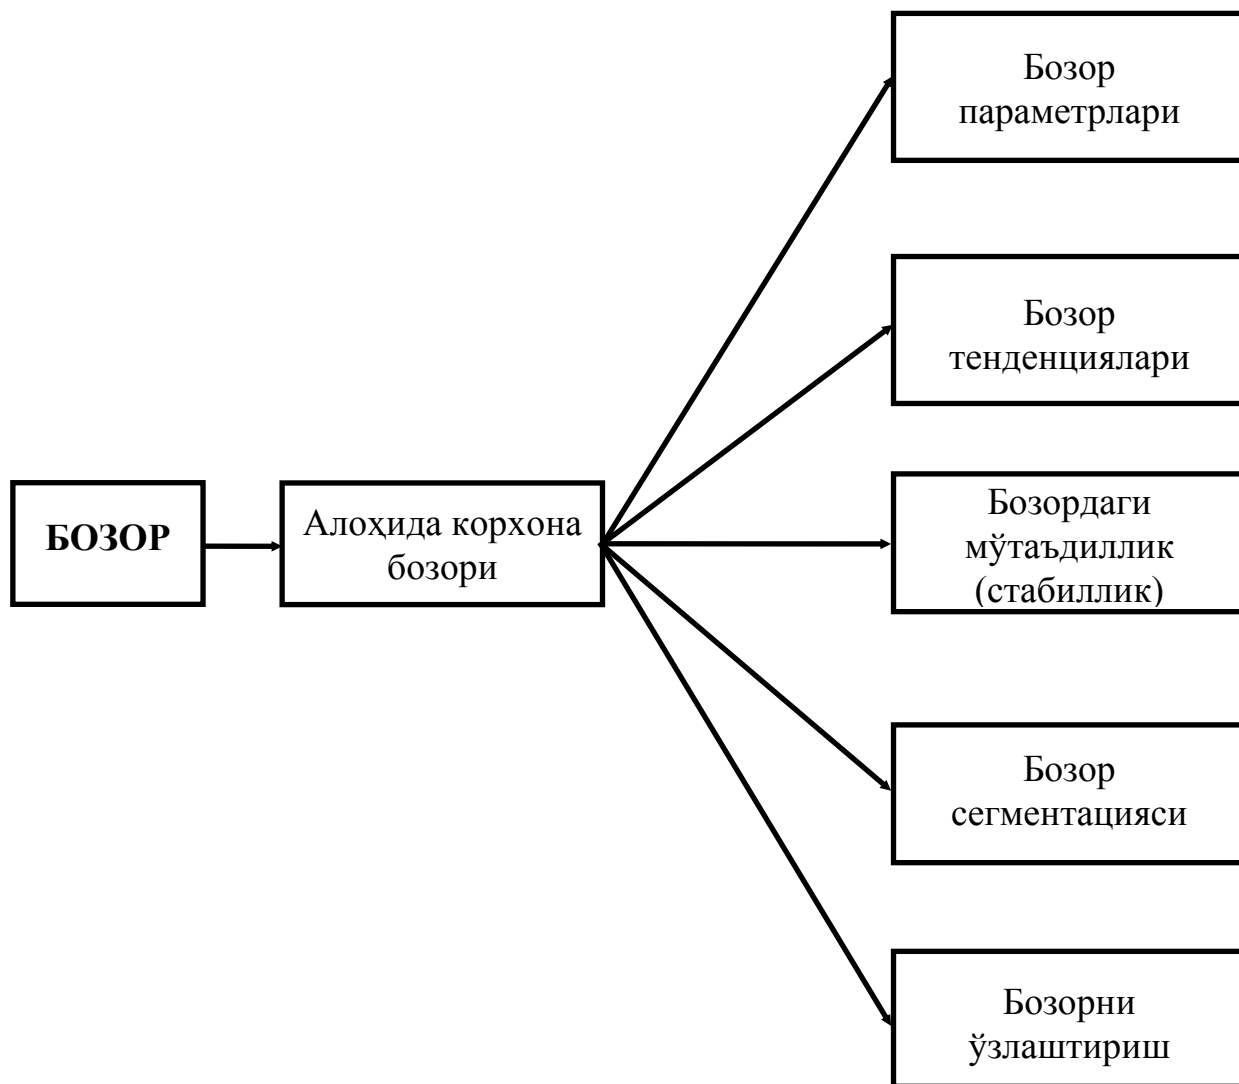 БОЗОР
Алоҳида корхона
бозори
Бозор
параметрлари
Бозор
тенденциялари
Бозордаги
мўтаъдиллик
(стабиллик)
Бозор
сегментацияси
Бозорни
ўзлаштириш